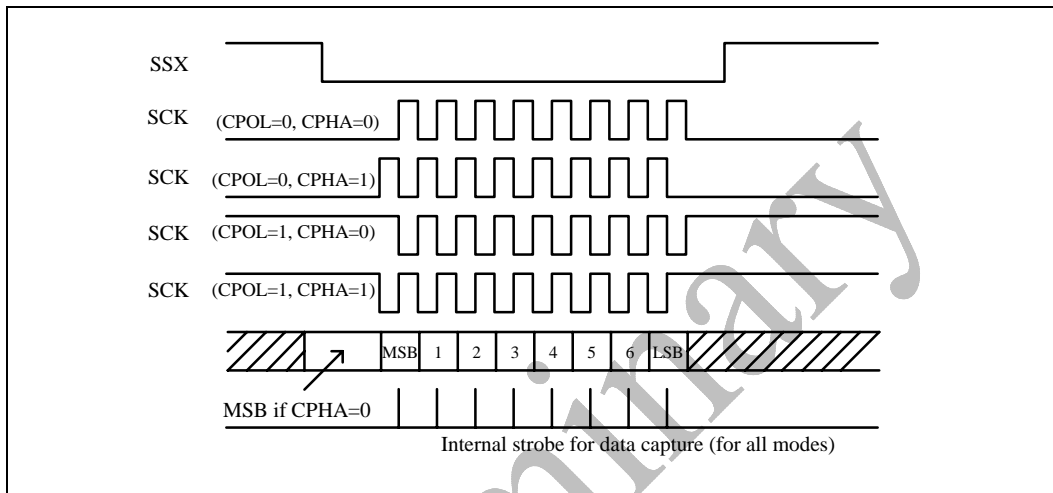 SSX
SCK (CPOL=0, CPHA=0)
SCK (CPOL=0, CPHA=1)
SCK (CPOL=1, CPHA=0)
SCK (CPOL=1, CPHA=1)
MSB 1 2 3 4 5 6 LSB
MSB if CPHA=0
Internal strobe for data capture (for all modes)
minary